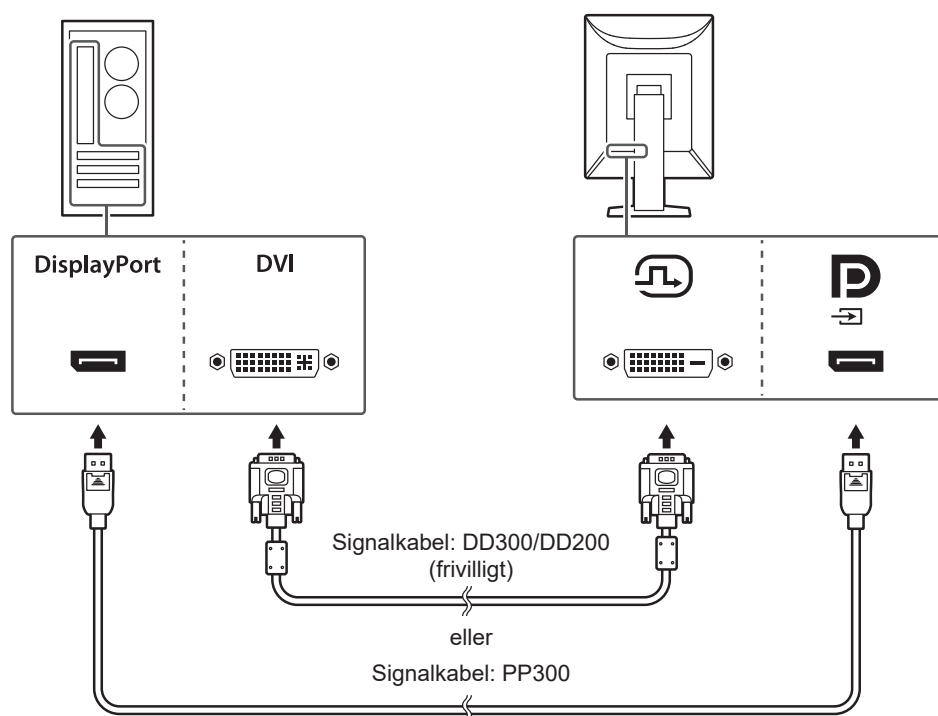 DisplayPort
DVI
Signalkabel: DD300/DD200
(frivilligt)
eller
Signalkabel: PP300